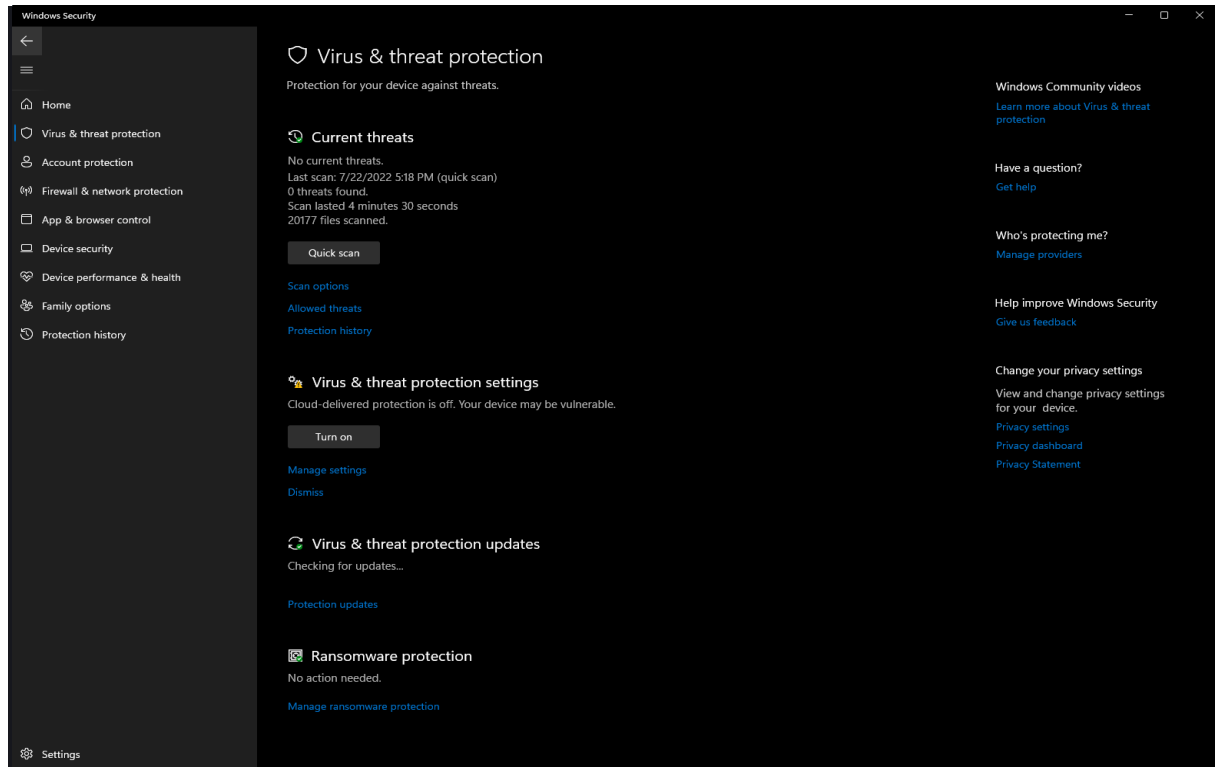 Windows Security
Home
Virus & threat protection
Account protection
Firewall & network protection
App & browser control
Device security
Device performance & health
Family options
Protection history
Settings
Virus & threat protection
Protection for your device against threats.
Current threats
No current threats.
Last scan: 7/22/2022 5:18 PM (quick scan)
0 threats found.
Scan lasted 4 minutes 30 seconds
20177 files scanned.
Quick scan
Scan options
Allowed threats
Protection history
Virus & threat protection settings
Cloud-delivered protection is off. Your device may be vulnerable.
Turn on
Manage settings
Dismiss
Virus & threat protection updates
Checking for updates...
Protection updates
Ransomware protection
No action needed.
Manage ransomware protection
Windows Community videos
Learn more about Virus & threat
protection
Have a question?
Get help
Who's protecting me?
Manage providers
Help improve Windows Security
Give us feedback
Change your privacy settings
View and change privacy settings
for your device.
Privacy settings
Privacy dashboard
Privacy Statement